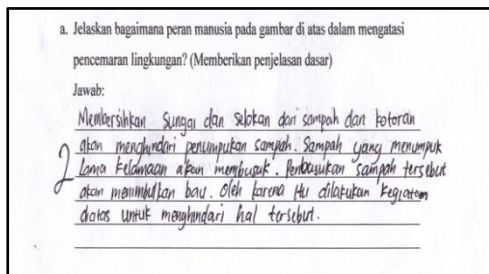 a. Jelaskan bagaimana peran manusia pada gambar di atas dalam mengatasi
pencemaran lingkungan? (Memberikan penjelasan dasar)
Jawab:
Membersihkan sungai dan selokan dari sampah dan kotoran
akan menghindari penumpukan sampah. Sampah yang menumpuk
2
lama kelamaan akan membusuk. Pembusukan sampah tersebut
akan menimbulkan bau. Oleh karena itu dilakukan kegiatan
diatas untuk menghindari hal tersebut.